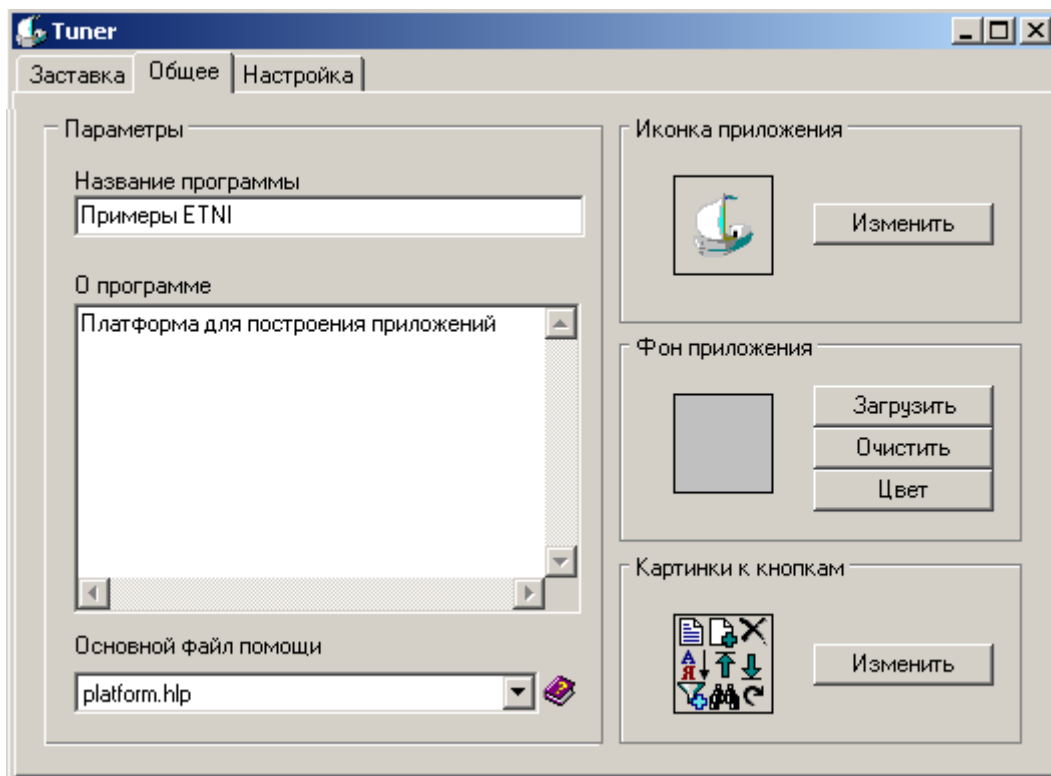 Tuner
Заставка Общее Настройка
Параметры
Название программы
Примеры ETNI
О программе
Платформа для построения приложений
Основной файл помощи
platform.hlp
Иконка приложения
Изменить
Фон приложения
Загрузить
Очистить
Цвет
Картинки к кнопкам
А
Я
Изменить